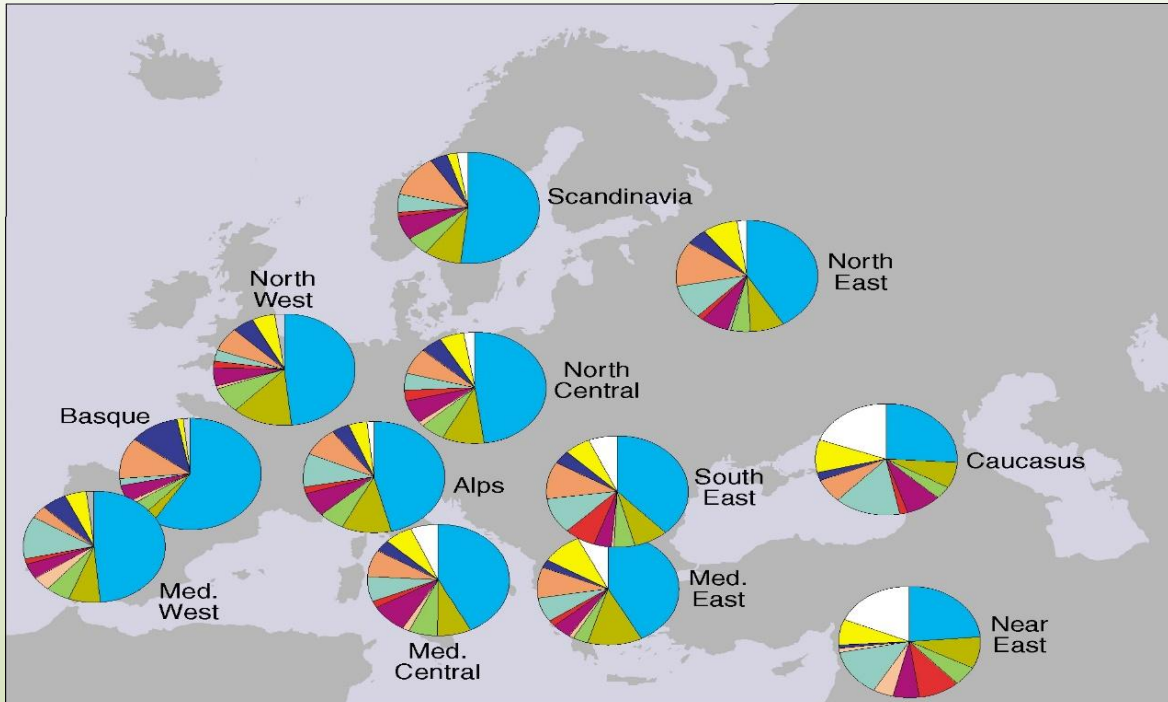 Scandinavia
North
East
North
West
North
Central
Basque
Alps
South
East
Caucasus
Med.
West
Med.
Central
Med.
East
Near
East